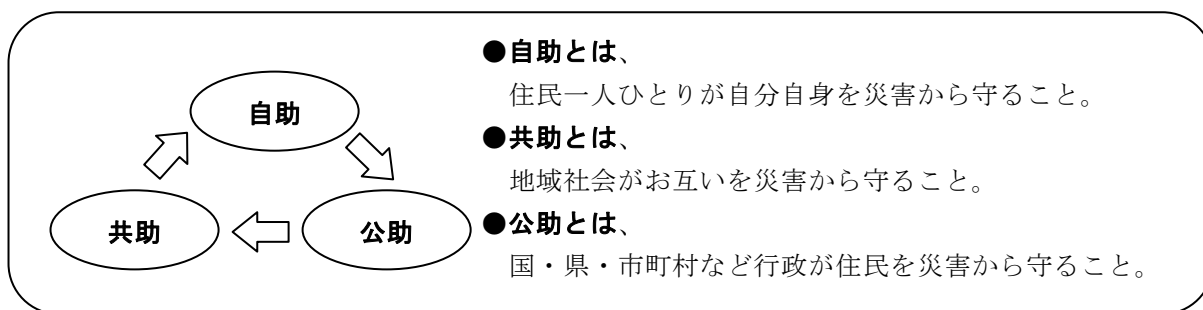 自助
共助
公助
●自助とは、
住民一人ひとりが自分自身を災害から守ること。
●共助とは、
地域社会がお互いを災害から守ること。
●公助とは、
国・県・市町村など行政が住民を災害から守ること。